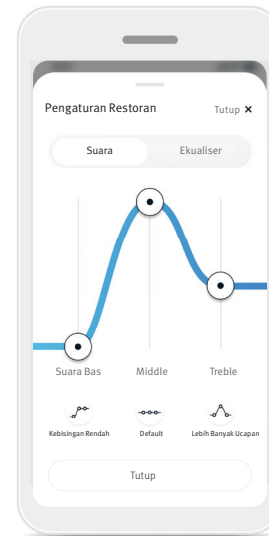 Pengaturan Restoran
Tutup ×
Suara
Ekualiser
Suara Bas
Middle
Treble
Kebisingan Rendah
Default
Lebih Banyak Ucapan
Tutup